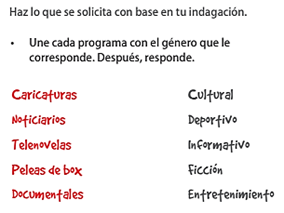 Haz lo que se solicita con base en tu indagación.
• Une cada programa con el género que le
corresponde. Después, responde.
Caricaturas Cultural
Noticiarios Deportivo
Telenovelas Informativo
Peleas de box Ficción
Documentales Entretenimiento